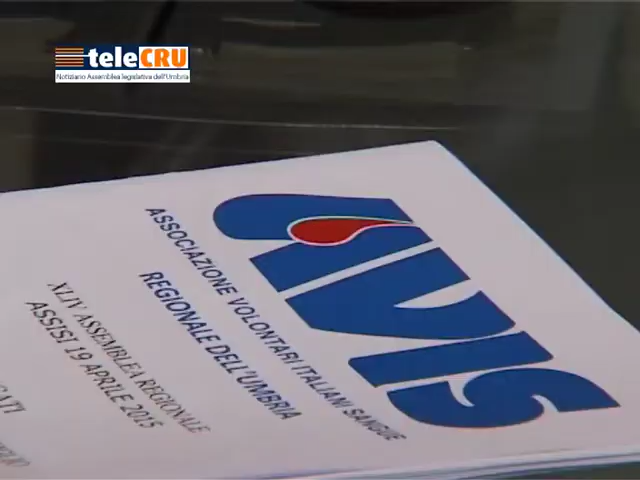 teleCRU
Notiziario Assemblea legislativa dell'Umbria
AVIS
ASSOCIAZIONE VOLONTARI ITALIANI SANGUE
REGIONALE DELL'UMBRIA
XLIV ASSEMBLEA REGIONALE
ASSISI 19 APRILE 2015